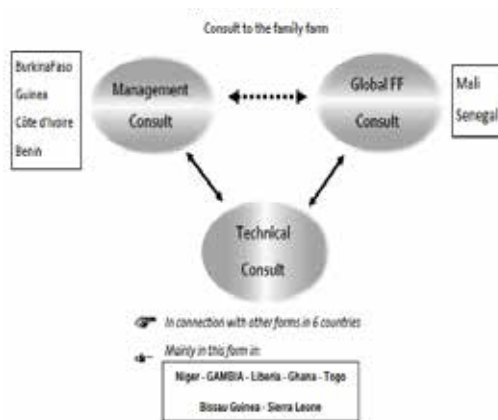 Consult to the family farm
Burkina Faso
Guinea
Côte d'Ivoire
Benin
Management
Consult
Global FF
Consult
Mali
Senegal
Technical
Consult
In connection with other forms in 6 countries
Mainly in this form in:
Niger - GAMBIA - Liberia - Ghana - Togo
Bissau Guinea - Sierra Leone